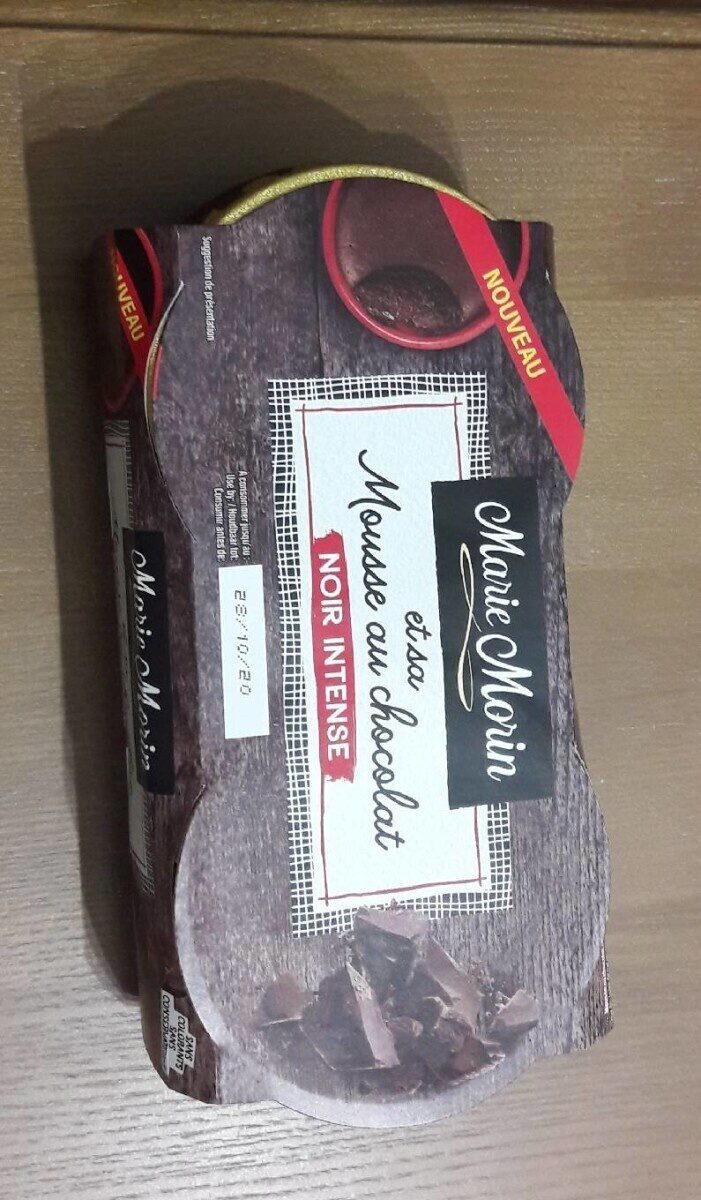 NOUVEAU
Marie Morin
et sa
Mousse au chocolat
NOIR INTENSE
Suggestion de présentation
A consommer jusqu'au :
Use by: / Houdbaar tot:
Consumir antes de:
28/10/20
NOUVEAU
Marie Morin
SANS
COLORANTS
SANS